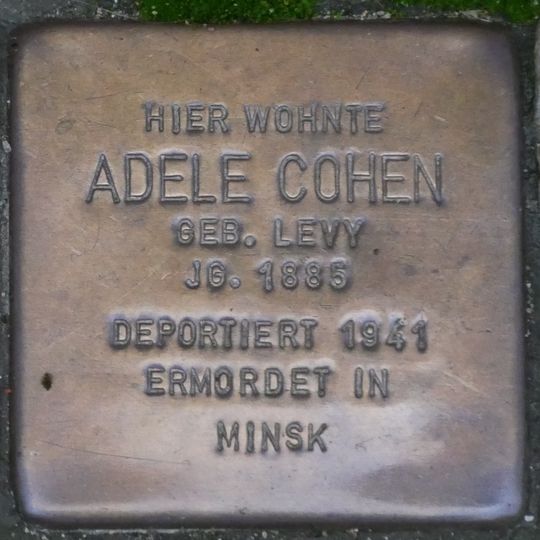 HIER WOHNTE
ADELE COHEN
GEB. LEVY
JG. 1885
DEPORTIERT 1941
ERMORDET IN
MINSK